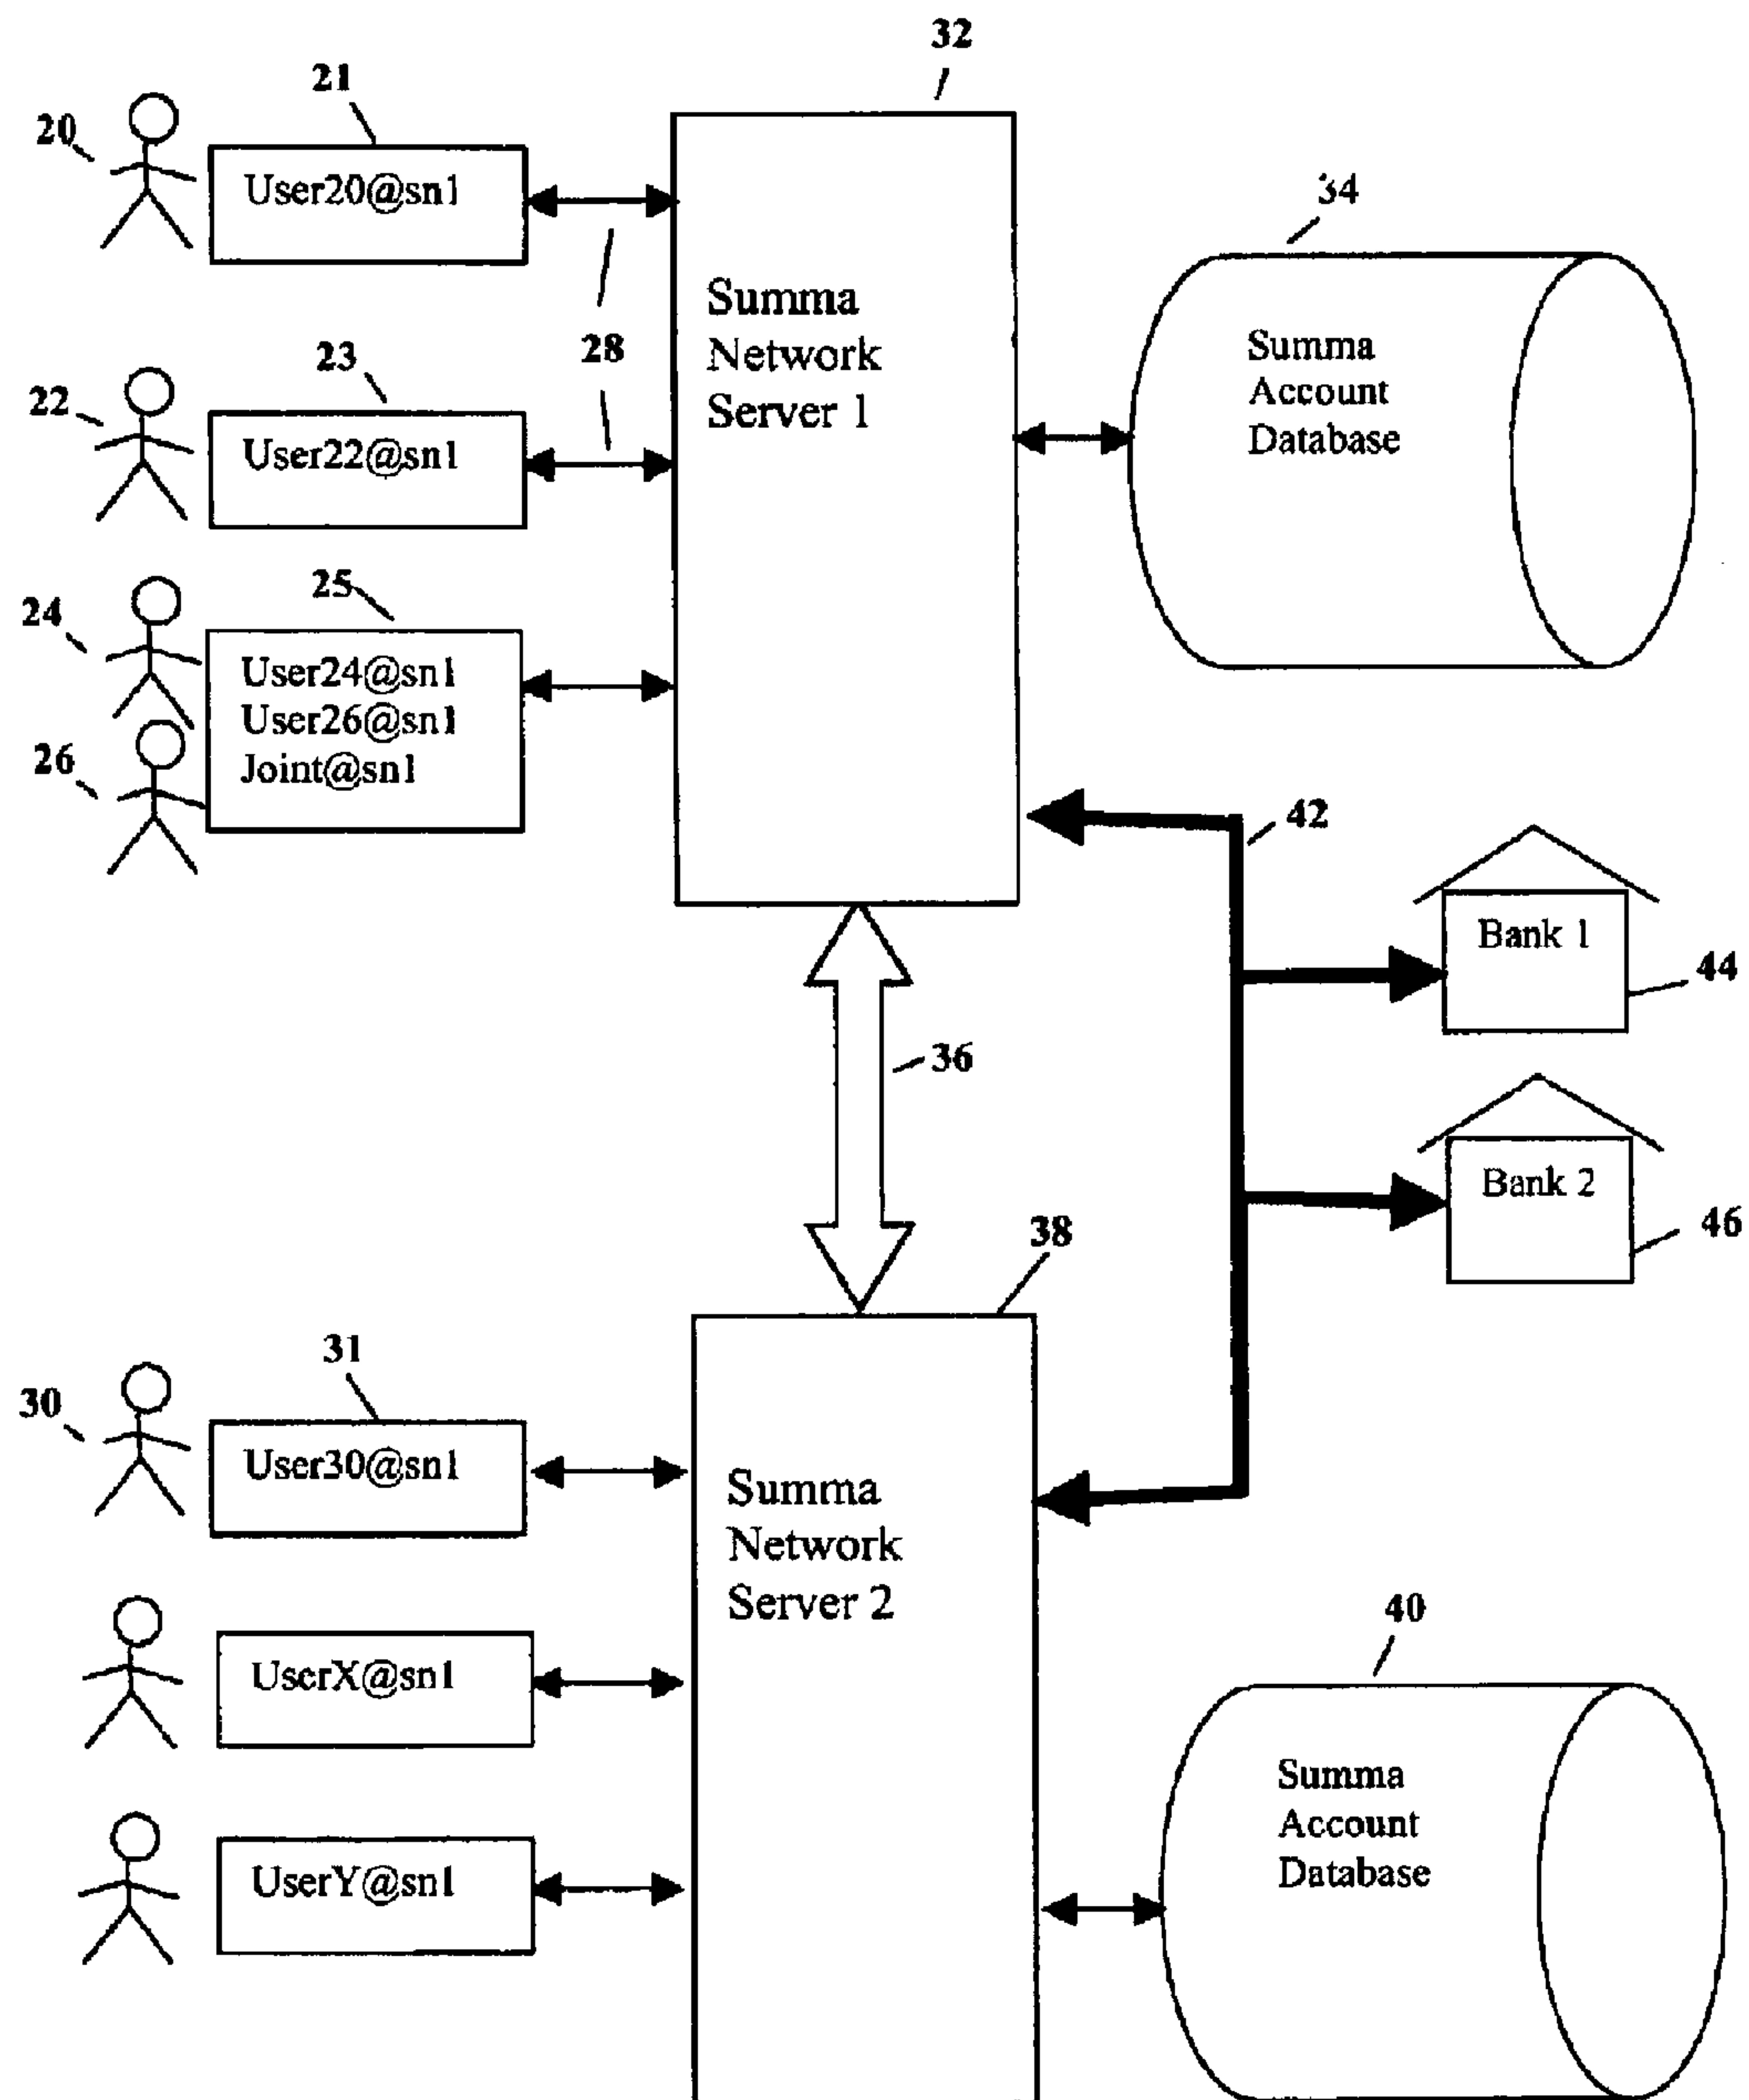 32
21
20
User20@sn1
34
Summa
Network
Server 1
28
23
22
User22@sn1
Summa
Account
Database
25
24
User24@sn1
User26@sn1
Joint@sn1
26
42
Bank 1
44
36
Bank 2
46
38
31
30
User30@sn1
Summa
Network
Server 2
40
UserX@sn1
UserY@sn1
Summa
Account
Database